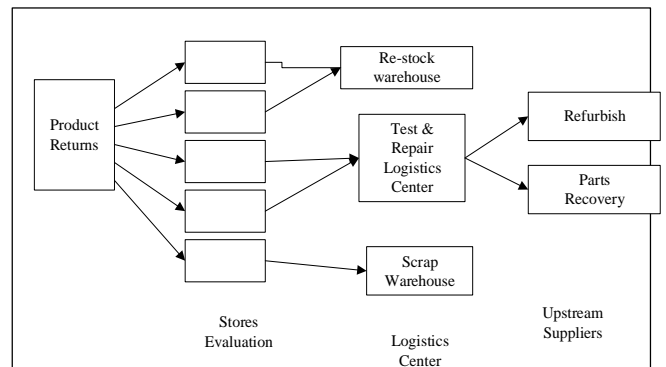 Product
Returns
Re-stock
warehouse
Test &
Repair
Logistics
Center
Scrap
Warehouse
Refurbish
Parts
Recovery
Stores
Evaluation
Logistics
Center
Upstream
Suppliers